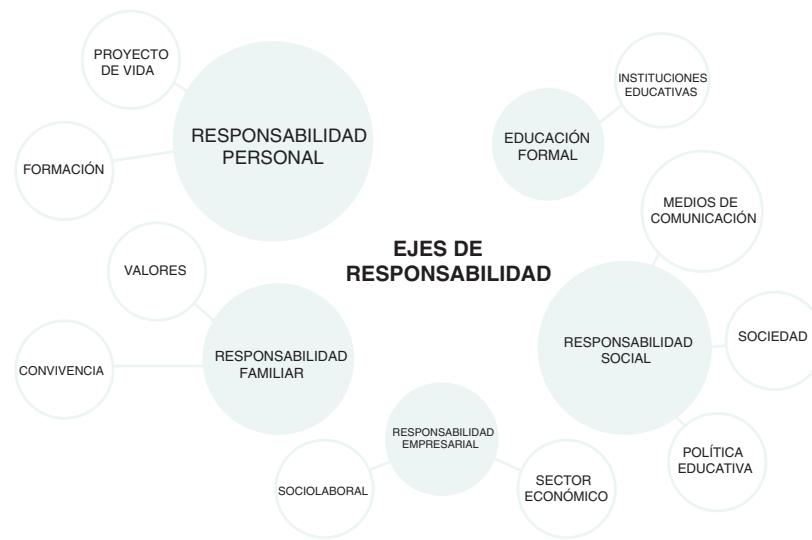 PROYECTO
DE VIDA
RESPONSABILIDAD
PERSONAL
FORMACIÓN
INSTITUCIONES
EDUCATIVAS
EDUCACIÓN
FORMAL
MEDIOS DE
COMUNICACIÓN
EJES DE
RESPONSABILIDAD
VALORES
RESPONSABILIDAD
FAMILIAR
CONVIVENCIA
RESPONSABILIDAD
SOCIAL
SOCIEDAD
POLÍTICA
EDUCATIVA
RESPONSABILIDAD
EMPRESARIAL
SOCIOLABORAL
SECTOR
ECONÓMICO